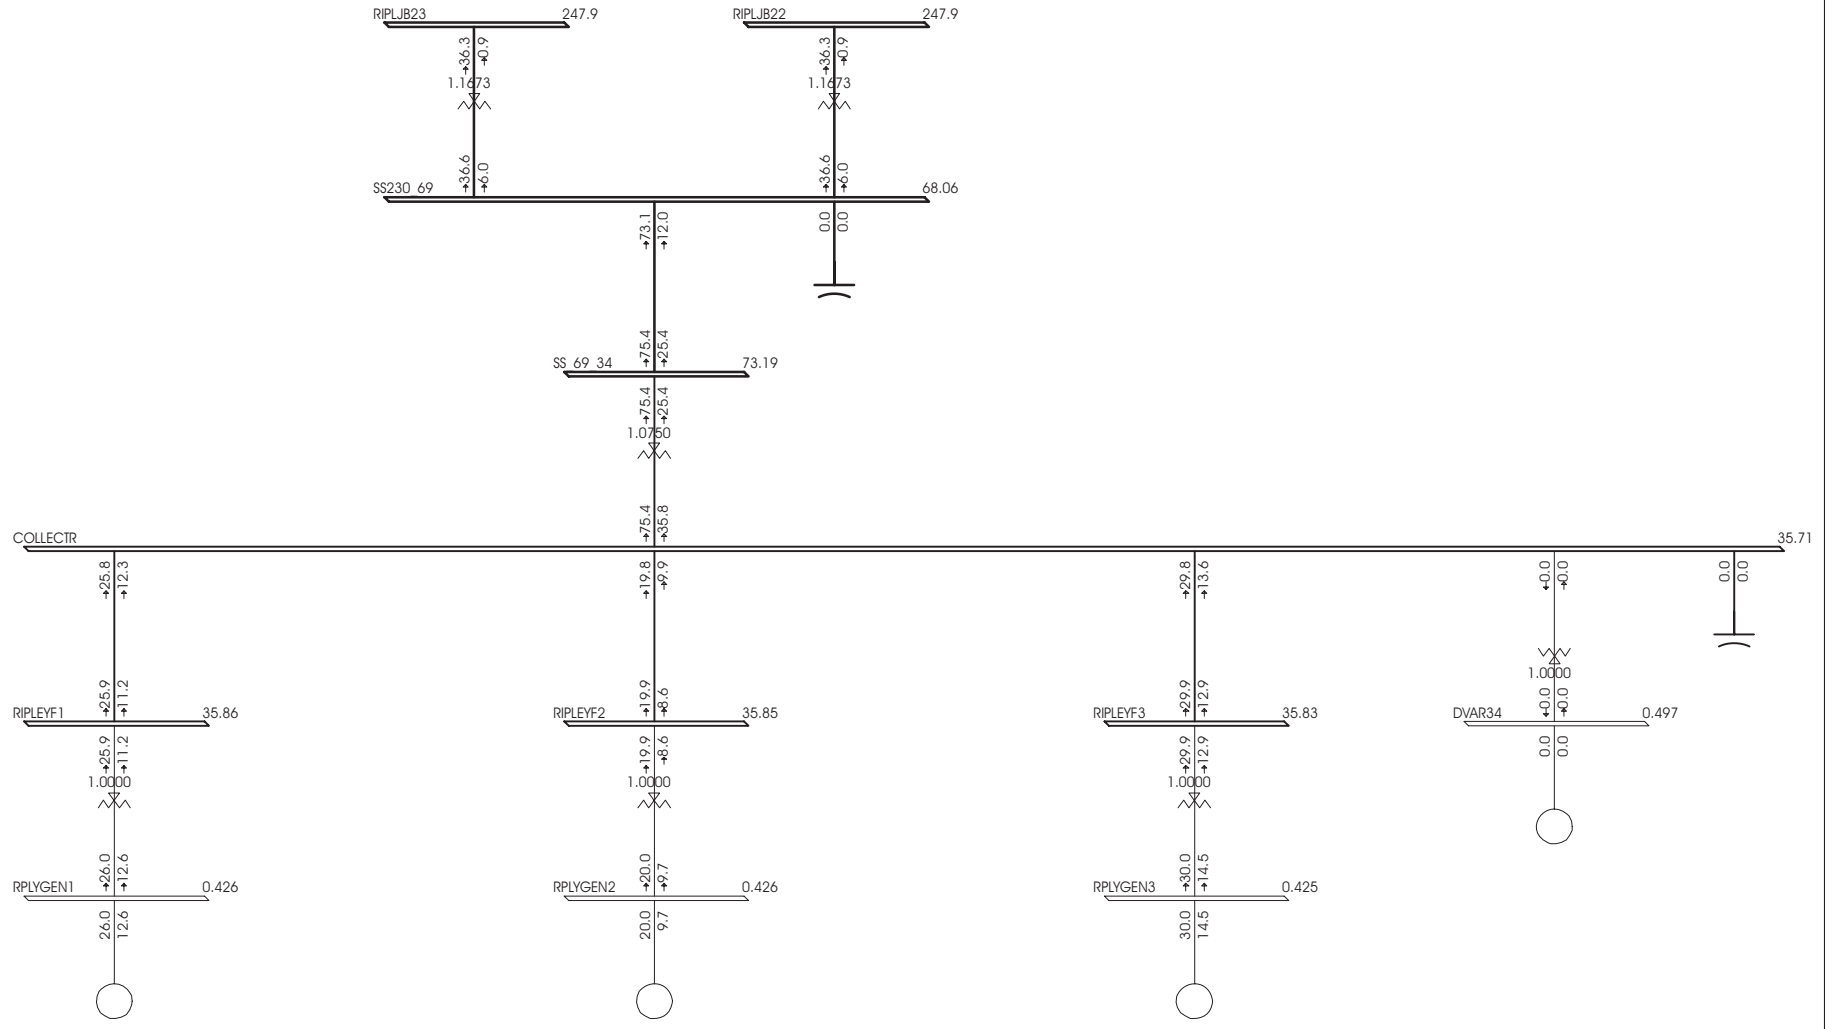 RIPLJB23 247.9 RIPLJB22 247.9
36.3 0.9 36.3 0.9
1.1673 1.1673
36.6 6.0 36.6 6.0
SS230_69 68.06
73.1 12.0 0.0 0.0
75.4 25.4
SS_69_34 73.19
75.4 25.4
1.0750
75.4 35.8
COLLECTR 35.71
25.8 12.3 19.8 9.9 29.8 13.6 0.0 0.0 0.0 0.0
1.0000
25.9 11.2 19.9 8.6 29.9 12.9 0.0 0.0
RIPLEYF1 35.86 RIPLEYF2 35.85 RIPLEYF3 35.83 DVAR34 0.497
25.9 11.2 19.9 8.6 29.9 12.9 0.0 0.0
1.0000 1.0000 1.0000
26.0 12.6 20.0 9.7 30.0 14.5
RPLYGEN1 0.426 RPLYGEN2 0.426 RPLYGEN3 0.425
26.0 12.6 20.0 9.7 30.0 14.5